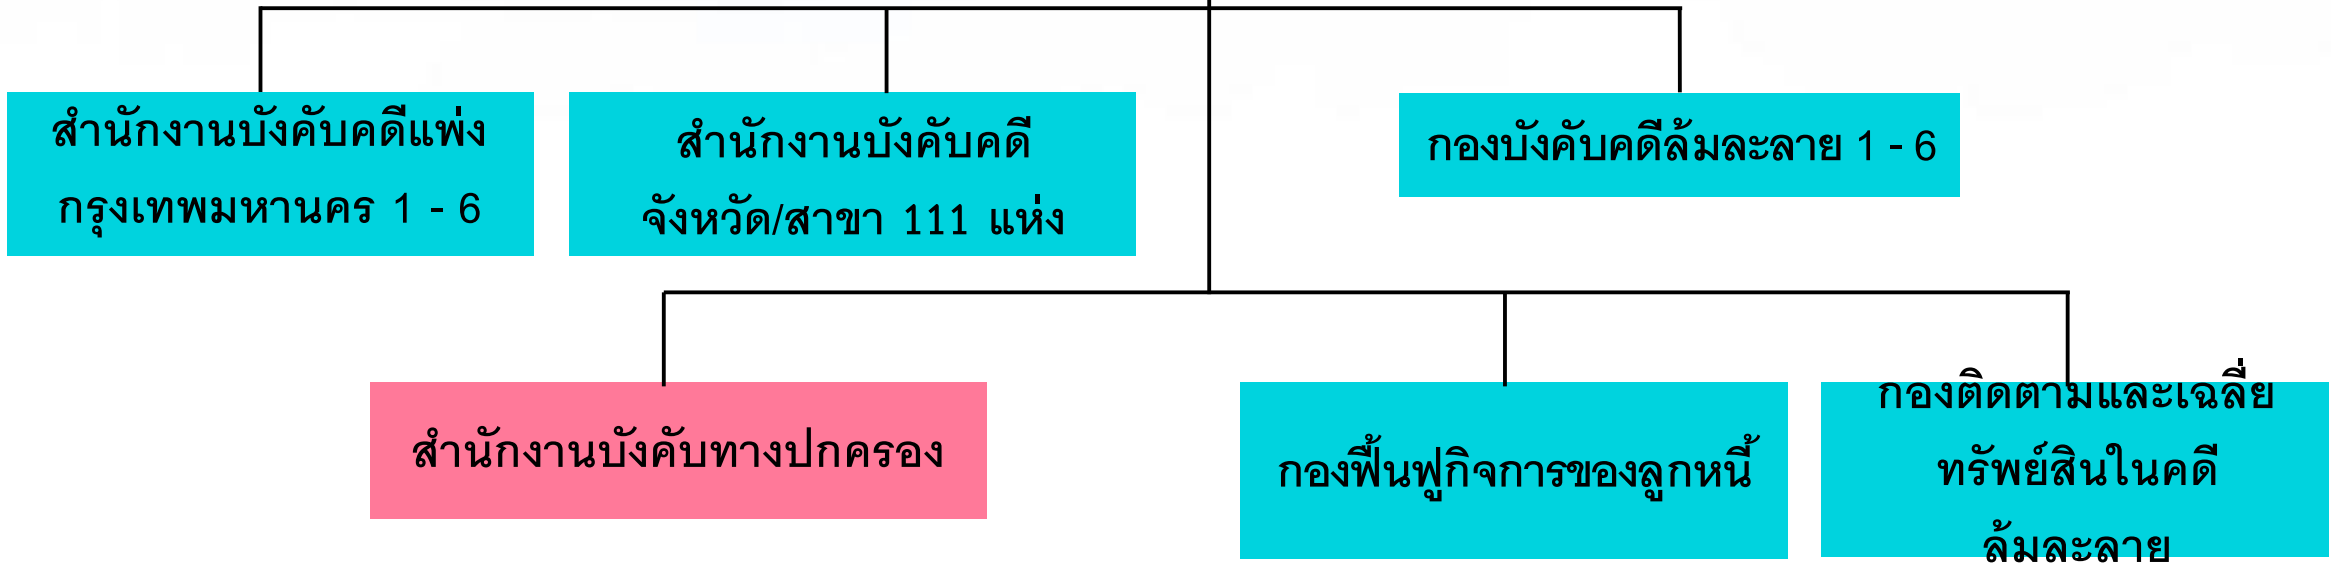 สำนักงานบังคับคดีแพ่ง
กรุงเทพมหานคร 1 - 6
สำนักงานบังคับคดี
จังหวัด/สาขา 111 แห่ง
กองบังคับคดีล้มละลาย 1 - 6
สำนักงานบังคับทางปกครอง
กองฟื้นฟูกิจการของลูกหนี้
กองติดตามและเฉลี่ย
ทรัพย์สินในคดี
ล้มละลาย